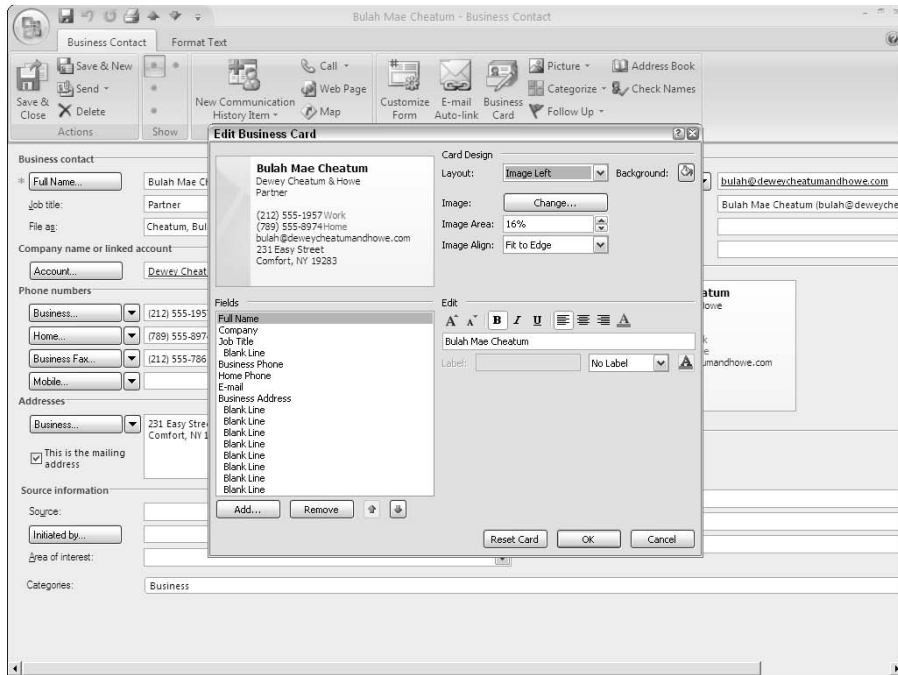 Bulah Mae Cheatum - Business Contact
Business Contact Format Text
Save & Close
Save & New
Send
Delete
Actions
Show
New Communication History Item
Call
Web Page
Map
Customize Form
E-mail Auto-link
Business Card
Picture
Categorize
Follow Up
Address Book
Check Names
Business contact
* Full Name... Bulah Mae Ch
Job title: Partner
File as: Cheatum, Bul
Company name or linked account
Account... Dewey Cheat
Phone numbers
Business... (212) 555-195
Home... (789) 555-897
Business Fax... (212) 555-786
Mobile...
Addresses
Business... 231 Easy Stree
Comfort, NY 1
This is the mailing address
Source information
Source:
Initiated by...
Area of interest:
Categories: Business
Edit Business Card
Bulah Mae Cheatum
Dewey Cheatum & Howe
Partner
(212) 555-1957 Work
(789) 555-8974 Home
bulah@deweycheatumandhowe.com
231 Easy Street
Comfort, NY 19283
Card Design
Layout: Image Left Background:
Image: Change...
Image Area: 16%
Image Align: Fit to Edge
Fields
Full Name
Company
Job Title
Blank Line
Business Phone
Home Phone
E-mail
Business Address
Blank Line
Blank Line
Blank Line
Blank Line
Blank Line
Blank Line
Blank Line
Blank Line
Add... Remove
Edit
A A B I U A
Bulah Mae Cheatum
Label: No Label A
Reset Card OK Cancel
bulah@deweycheatumandhowe.com
Bulah Mae Cheatum (bulah@deweyche
atum
owe
k
e
umandhowe.com